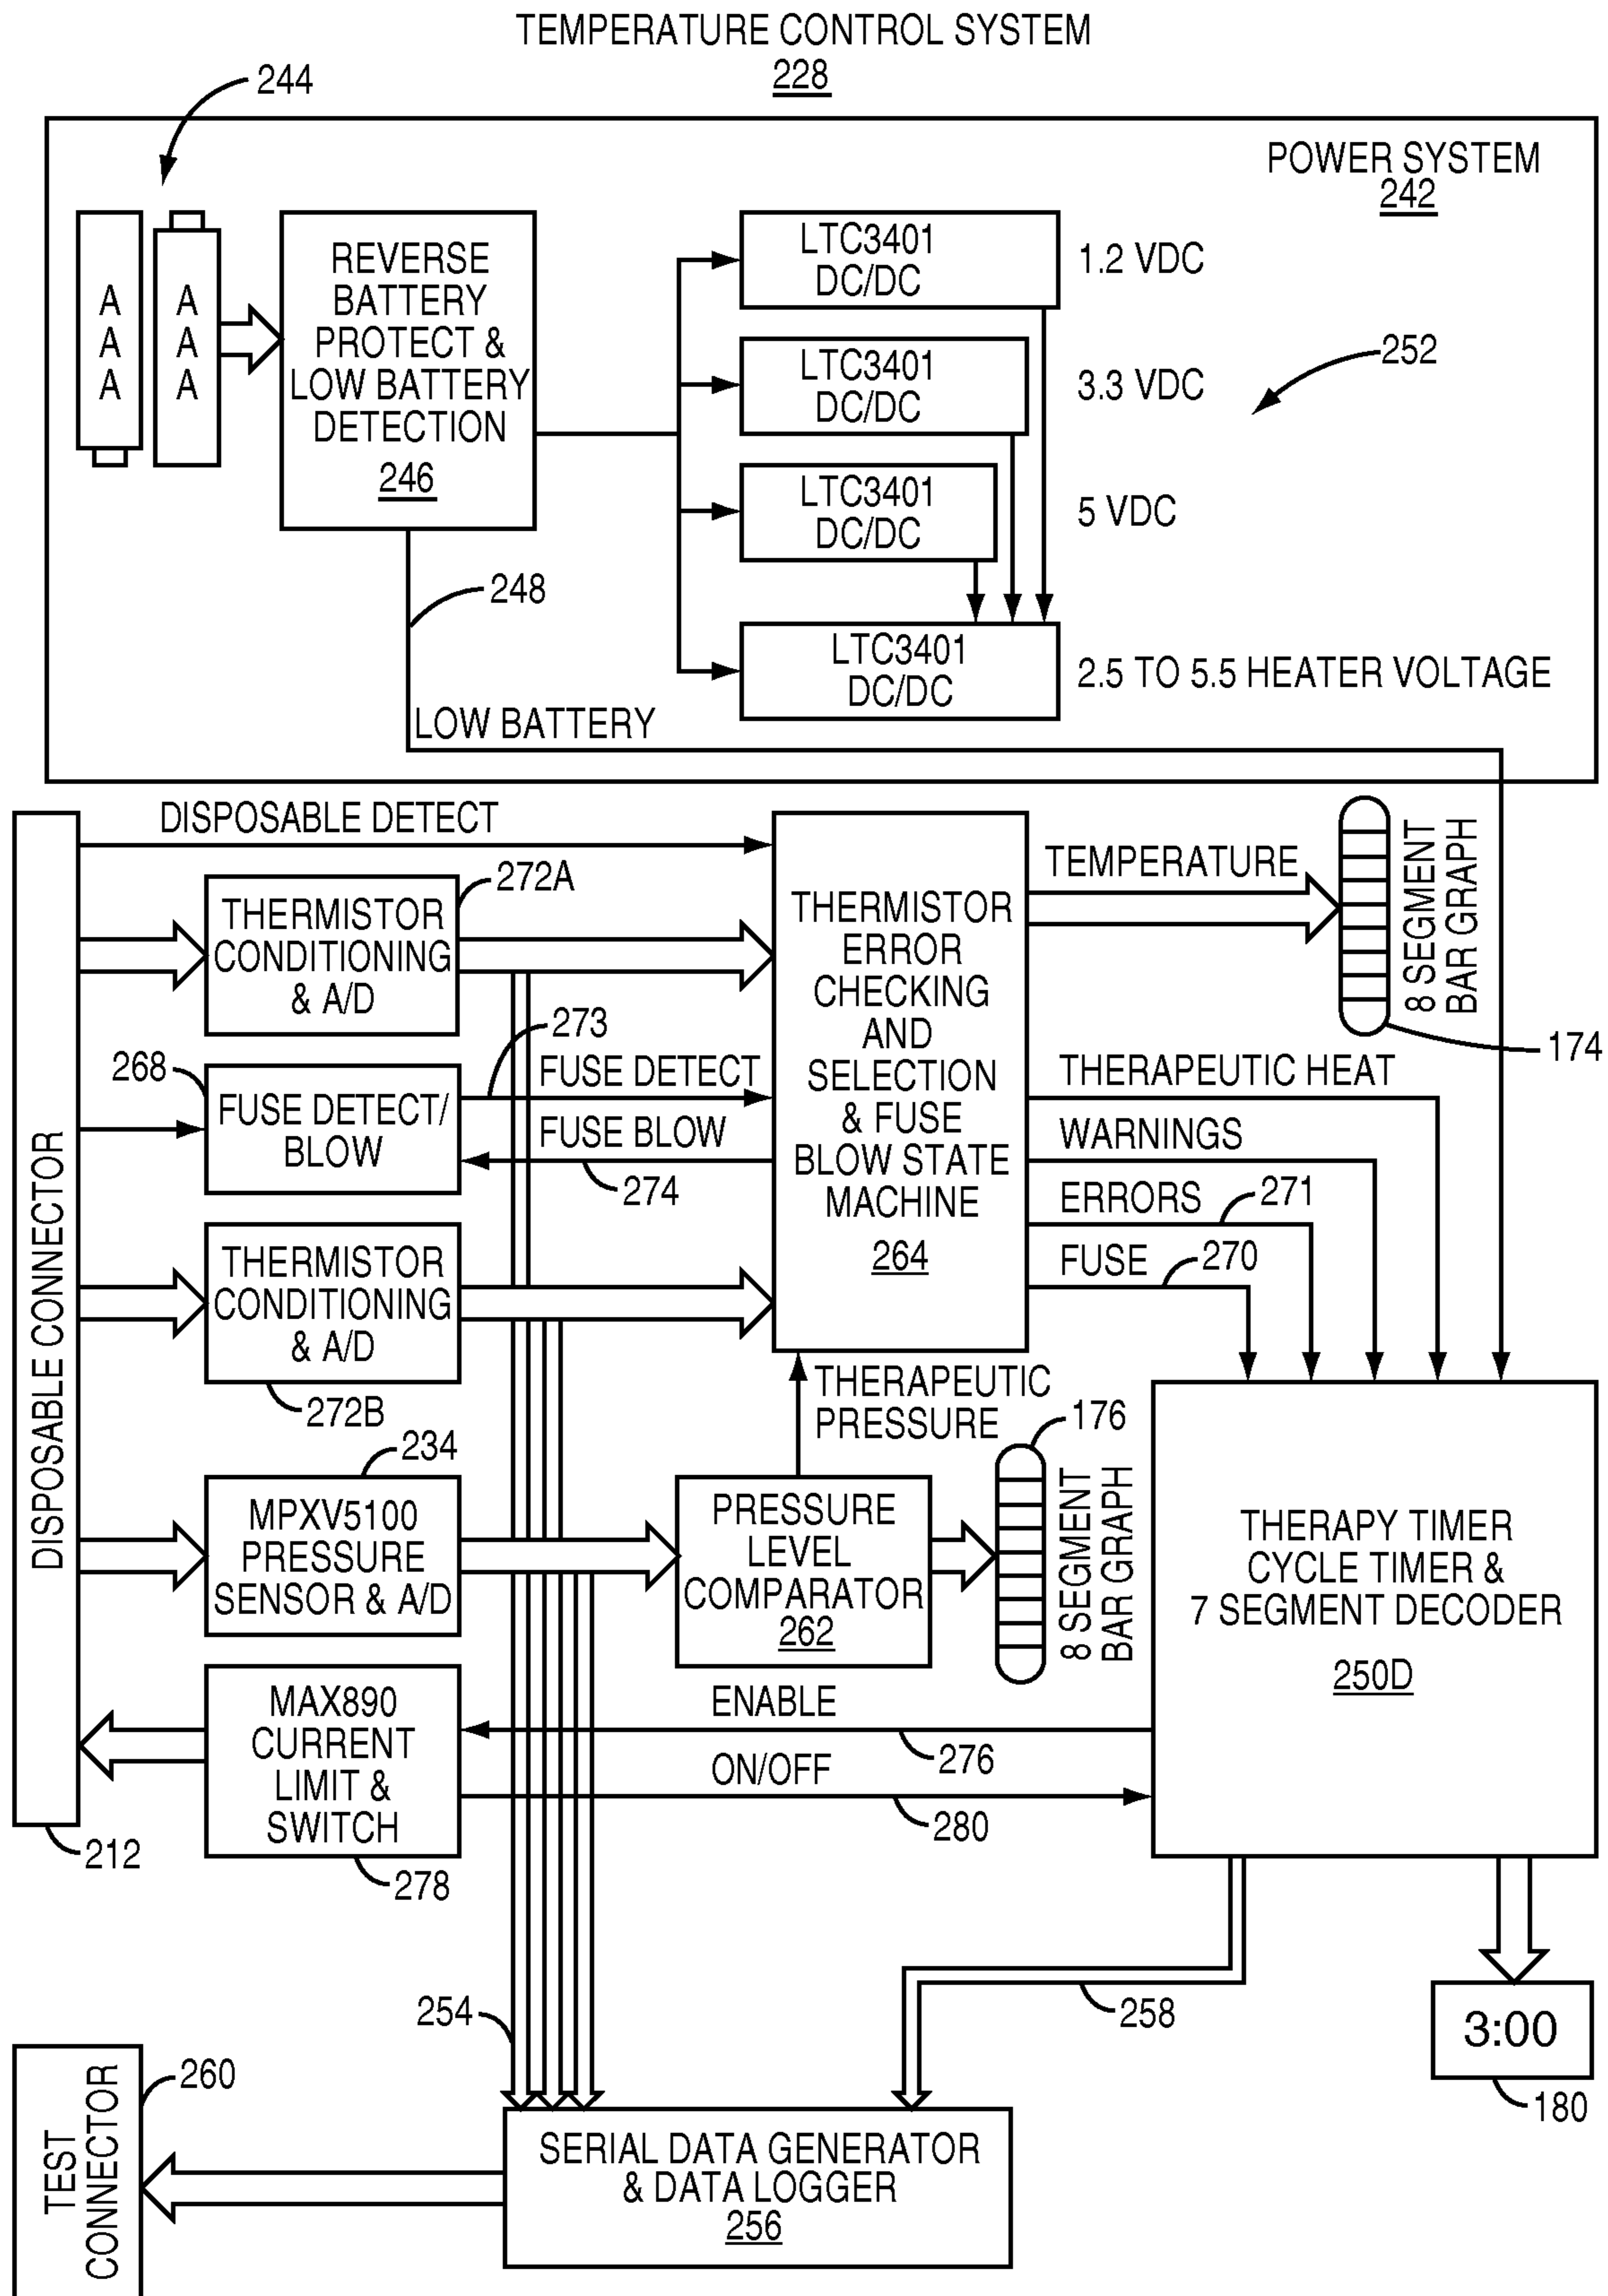 TEMPERATURE CONTROL SYSTEM
228
244
POWER SYSTEM
242
A
A
A
A
A
A
REVERSE
BATTERY
PROTECT &
LOW BATTERY
DETECTION
246
LTC3401
DC/DC
1.2 VDC
LTC3401
DC/DC
3.3 VDC
252
LTC3401
DC/DC
5 VDC
248
LTC3401
DC/DC
2.5 TO 5.5 HEATER VOLTAGE
LOW BATTERY
DISPOSABLE CONNECTOR
212
DISPOSABLE DETECT
272A
THERMISTOR
CONDITIONING
& A/D
273
268
FUSE DETECT/
BLOW
FUSE DETECT
FUSE BLOW
274
THERMISTOR
CONDITIONING
& A/D
272B
THERMISTOR
ERROR
CHECKING
AND
SELECTION
& FUSE
BLOW STATE
MACHINE
264
TEMPERATURE
8 SEGMENT
BAR GRAPH
174
THERAPEUTIC HEAT
WARNINGS
ERRORS
271
FUSE
270
THERAPEUTIC
PRESSURE
234
MPXV5100
PRESSURE
SENSOR & A/D
PRESSURE
LEVEL
COMPARATOR
262
176
8 SEGMENT
BAR GRAPH
THERAPY TIMER
CYCLE TIMER &
7 SEGMENT DECODER
250D
MAX890
CURRENT
LIMIT &
SWITCH
278
ENABLE
276
ON/OFF
280
254
258
3:00
180
TEST
CONNECTOR
260
SERIAL DATA GENERATOR
& DATA LOGGER
256